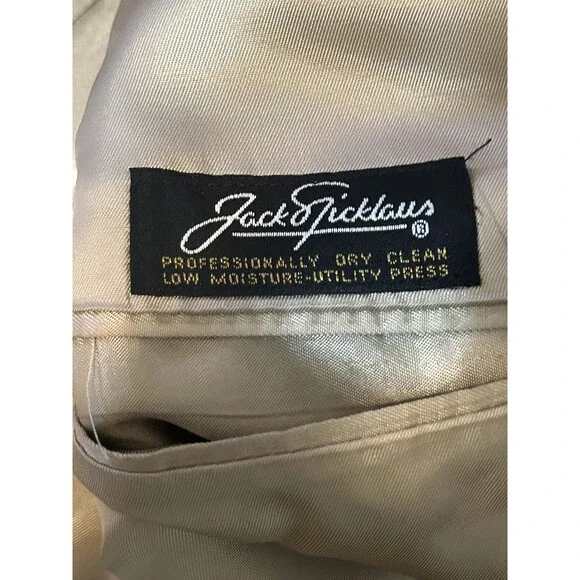 Jack Nicklaus ®
PROFESSIONALLY DRY CLEAN
LOW MOISTURE-UTILITY PRESS